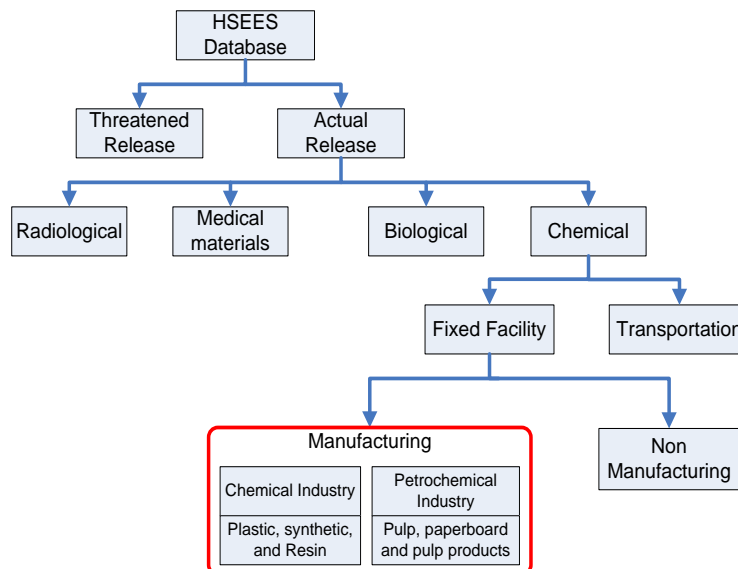 HSEES
Database
Threatened
Release
Actual
Release
Radiological
Medical
materials
Biological
Chemical
Fixed Facility
Transportation
Manufacturing
Non
Manufacturing
Chemical Industry
Petrochemical
Industry
Plastic, synthetic,
and Resin
Pulp, paperboard
and pulp products